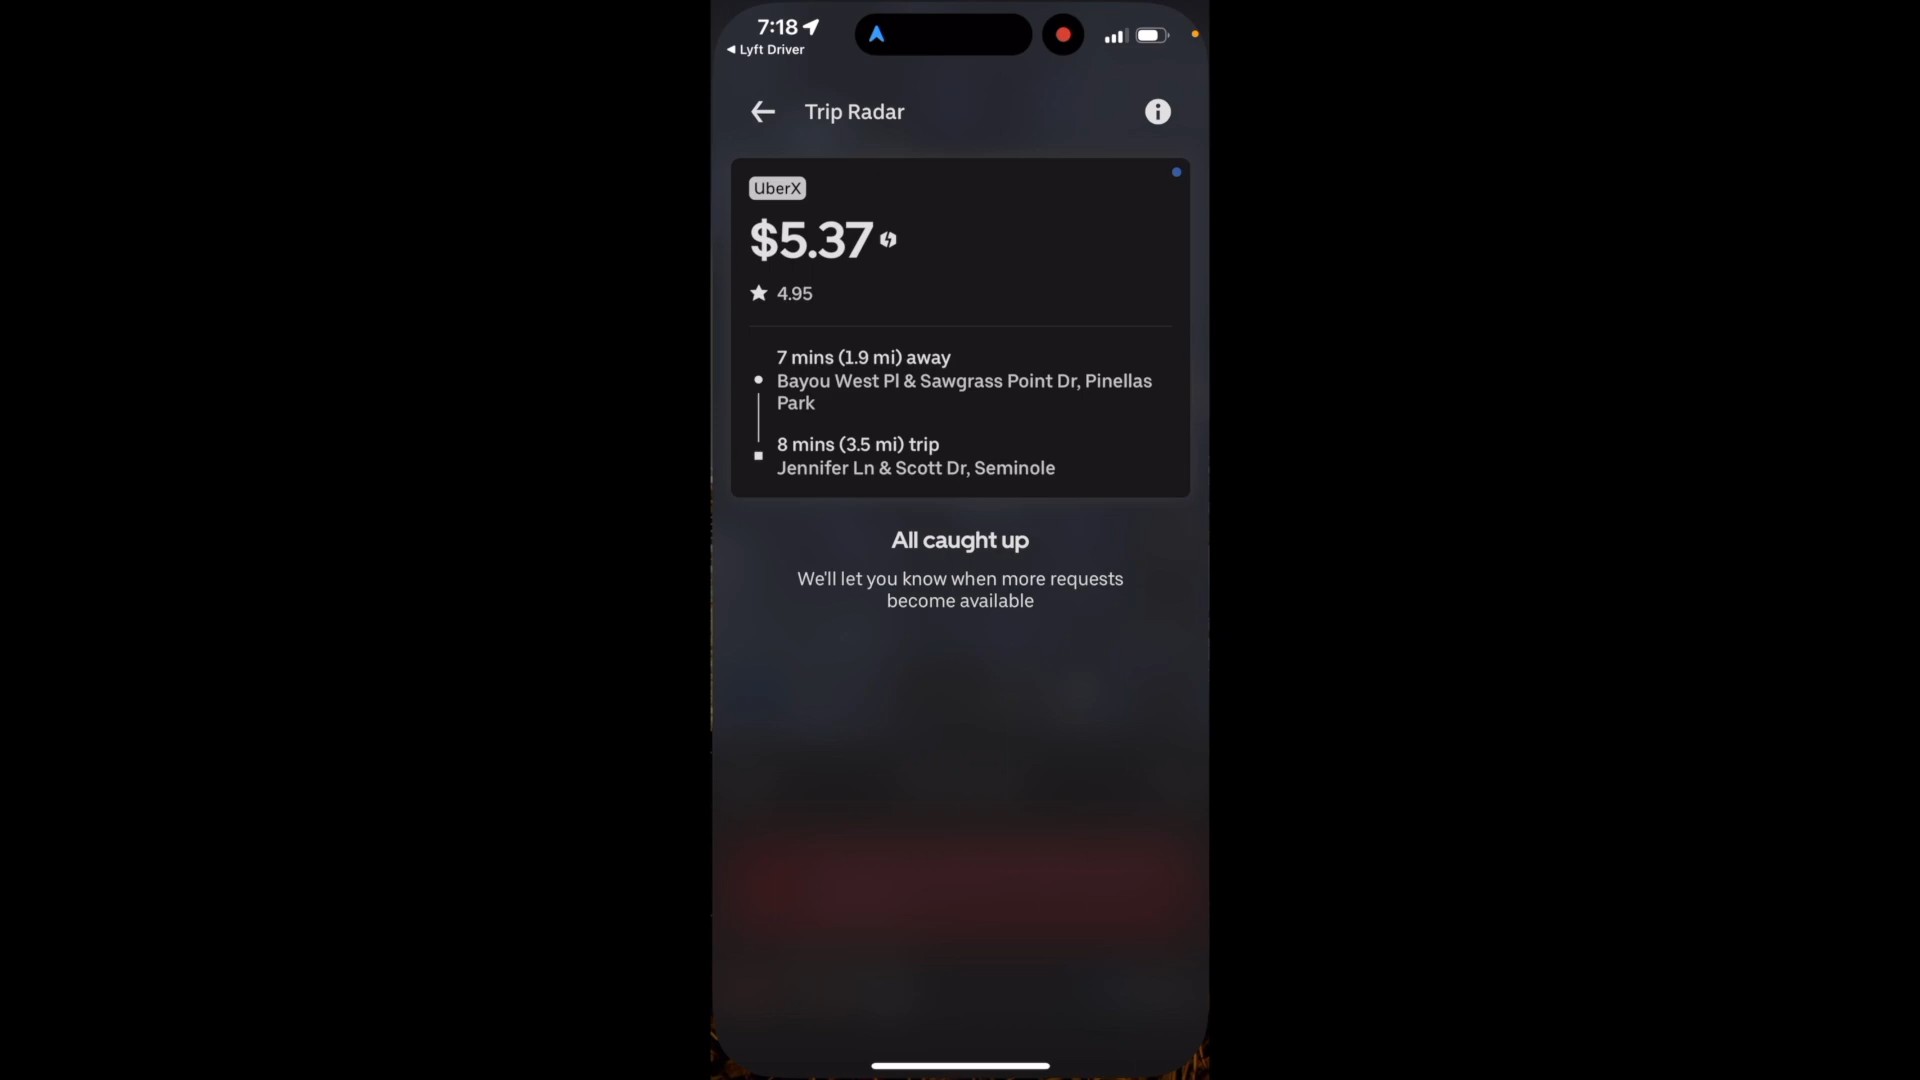 7:18
◀ Lyft Driver
Trip Radar
UberX
$5.37
★ 4.95
7 mins (1.9 mi) away
Bayou West Pl & Sawgrass Point Dr, Pinellas
Park
8 mins (3.5 mi) trip
Jennifer Ln & Scott Dr, Seminole
All caught up
We'll let you know when more requests
become available